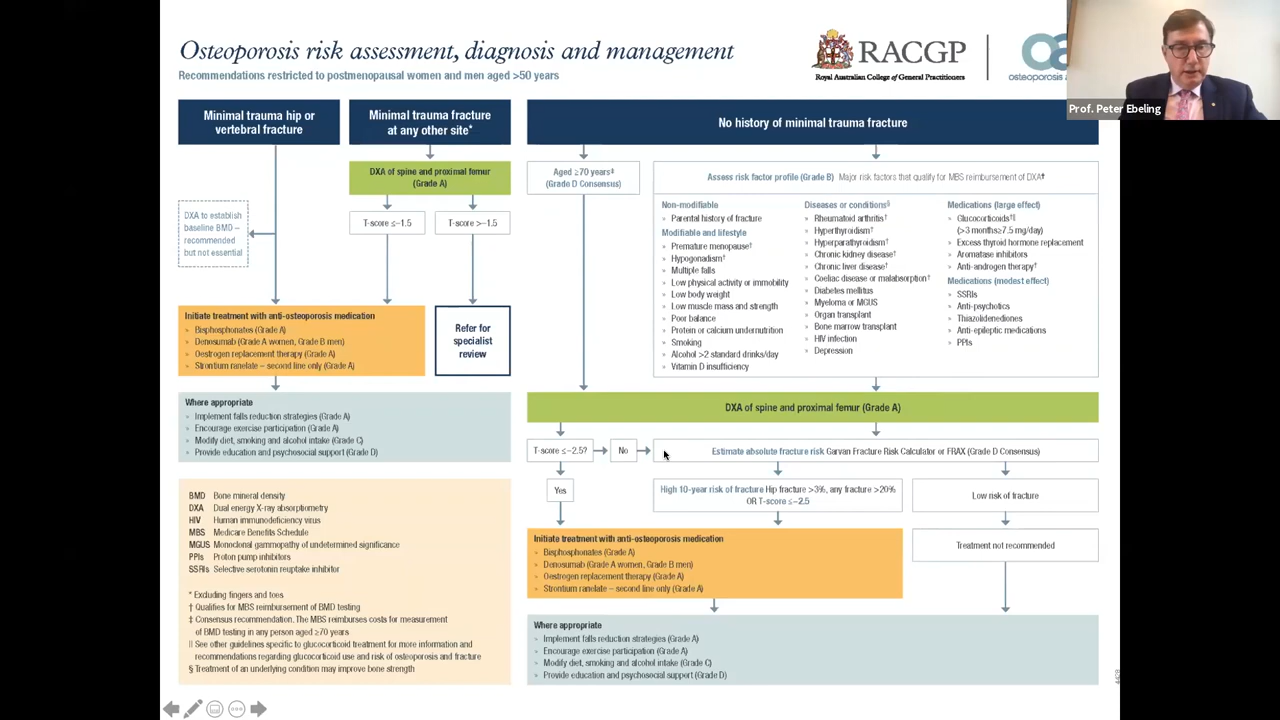 Osteoporosis risk assessment, diagnosis and management
Recommendations restricted to postmenopausal women and men aged >50 years
RACGP
Royal Australian College of General Practitioners
osteoporosis
Prof. Peter Ebeling
Minimal trauma hip or
vertebral fracture
DXA to establish
baseline BMD –
recommended
but not essential
Minimal trauma fracture
at any other site*
DXA of spine and proximal femur
(Grade A)
T-score ≤–1.5
T-score >–1.5
Initiate treatment with anti-osteoporosis medication
» Bisphosphonates (Grade A)
» Denosumab (Grade A women, Grade B men)
» Oestrogen replacement therapy (Grade A)
» Strontium ranelate – second line only (Grade A)
Refer for
specialist
review
Where appropriate
» Implement falls reduction strategies (Grade A)
» Encourage exercise participation (Grade A)
» Modify diet, smoking and alcohol intake (Grade C)
» Provide education and psychosocial support (Grade D)
No history of minimal trauma fracture
Aged ≥70 years‡
(Grade D Consensus)
Assess risk factor profile (Grade B) Major risk factors that qualify for MBS reimbursement of DXA†
Non-modifiable
» Parental history of fracture
Modifiable and lifestyle
» Premature menopause†
» Hypogonadism†
» Multiple falls
» Low physical activity or immobility
» Low body weight
» Low muscle mass and strength
» Poor balance
» Protein or calcium undernutrition
» Smoking
» Alcohol >2 standard drinks/day
» Vitamin D insufficiency
Diseases or conditions§
» Rheumatoid arthritis†
» Hyperthyroidism†
» Hyperparathyroidism†
» Chronic kidney disease†
» Chronic liver disease†
» Coeliac disease or malabsorption†
» Diabetes mellitus
» Myeloma or MGUS
» Organ transplant
» Bone marrow transplant
» HIV infection
» Depression
Medications (large effect)
» Glucocorticoids†||
(>3 months≥7.5 mg/day)
» Excess thyroid hormone replacement
» Aromatase inhibitors
» Anti-androgen therapy†
Medications (modest effect)
» SSRIs
» Anti-psychotics
» Thiazolidenediones
» Anti-epileptic medications
» PPIs
DXA of spine and proximal femur (Grade A)
T-score ≤–2.5?
No
Estimate absolute fracture risk Garvan Fracture Risk Calculator or FRAX (Grade D Consensus)
Yes
High 10-year risk of fracture Hip fracture >3%, any fracture >20%
OR T-score ≤–2.5
Low risk of fracture
Initiate treatment with anti-osteoporosis medication
» Bisphosphonates (Grade A)
» Denosumab (Grade A women, Grade B men)
» Oestrogen replacement therapy (Grade A)
» Strontium ranelate – second line only (Grade A)
Treatment not recommended
Where appropriate
» Implement falls reduction strategies (Grade A)
» Encourage exercise participation (Grade A)
» Modify diet, smoking and alcohol intake (Grade C)
» Provide education and psychosocial support (Grade D)
BMD Bone mineral density
DXA Dual energy X-ray absorptiometry
HIV Human immunodeficiency virus
MBS Medicare Benefits Schedule
MGUS Monoclonal gammopathy of undetermined significance
PPIs Proton pump inhibitors
SSRIs Selective serotonin reuptake inhibitor
* Excluding fingers and toes
† Qualifies for MBS reimbursement of BMD testing
‡ Consensus recommendation. The MBS reimburses costs for measurement
of BMD testing in any person aged ≥70 years
|| See other guidelines specific to glucocorticoid treatment for more information and
recommendations regarding glucocorticoid use and risk of osteoporosis and fracture
§ Treatment of an underlying condition may improve bone strength